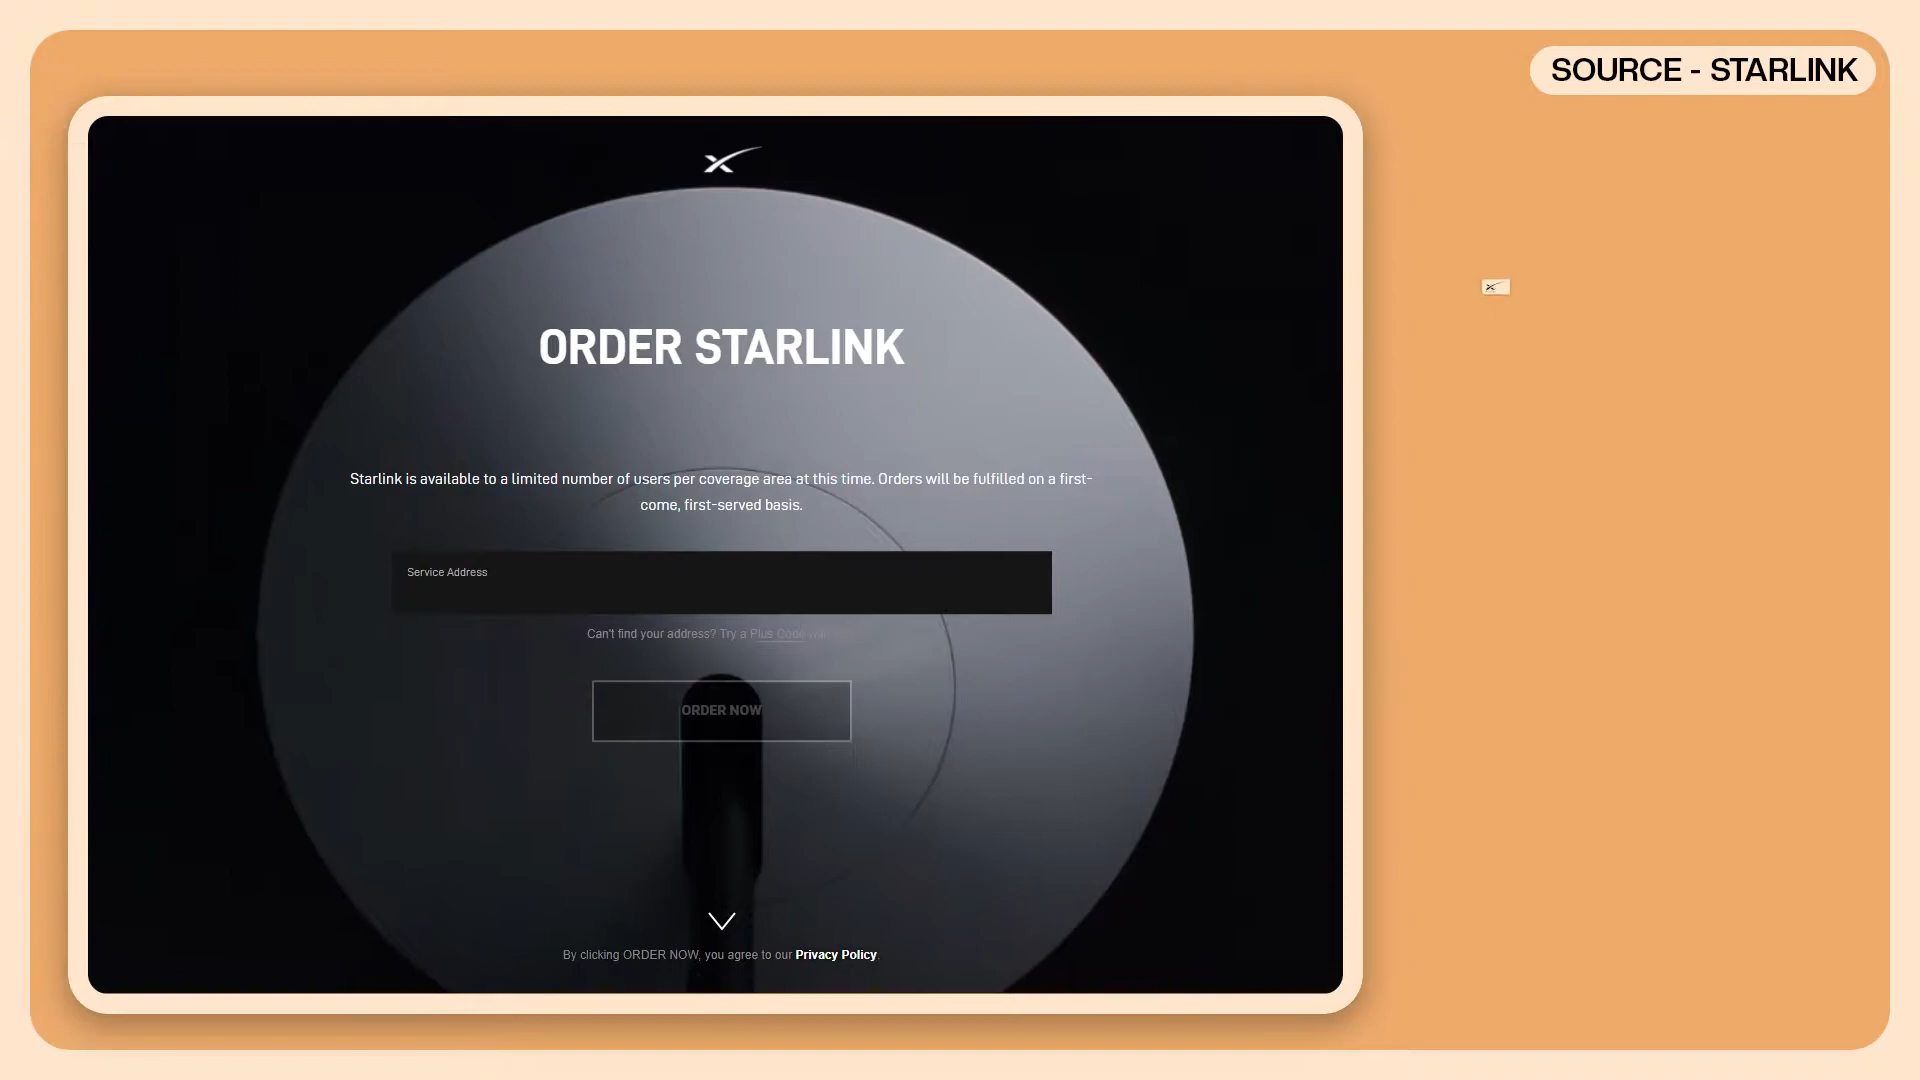 SOURCE - STARLINK
ORDER STARLINK
Starlink is available to a limited number of users per coverage area at this time. Orders will be fulfilled on a first-
come, first-served basis.
Service Address
Can't find your address? Try a Plus Code
ORDER NOW
By clicking ORDER NOW, you agree to our Privacy Policy.